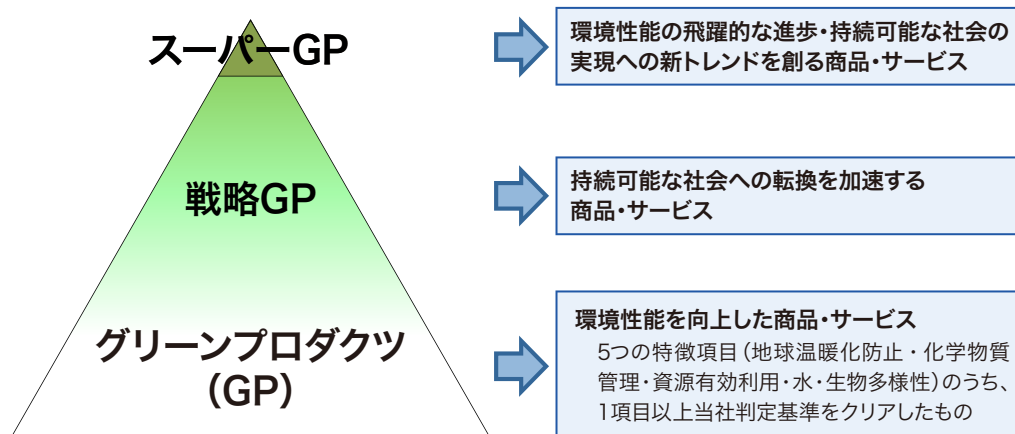 スーパーGP
環境性能の飛躍的な進歩・持続可能な社会の
実現への新トレンドを創る商品・サービス
戦略GP
持続可能な社会への転換を加速する
商品・サービス
グリーンプロダクツ
(GP)
環境性能を向上した商品・サービス
5つの特徴項目(地球温暖化防止・化学物質
管理・資源有効利用・水・生物多様性)のうち、
1項目以上当社判定基準をクリアしたもの